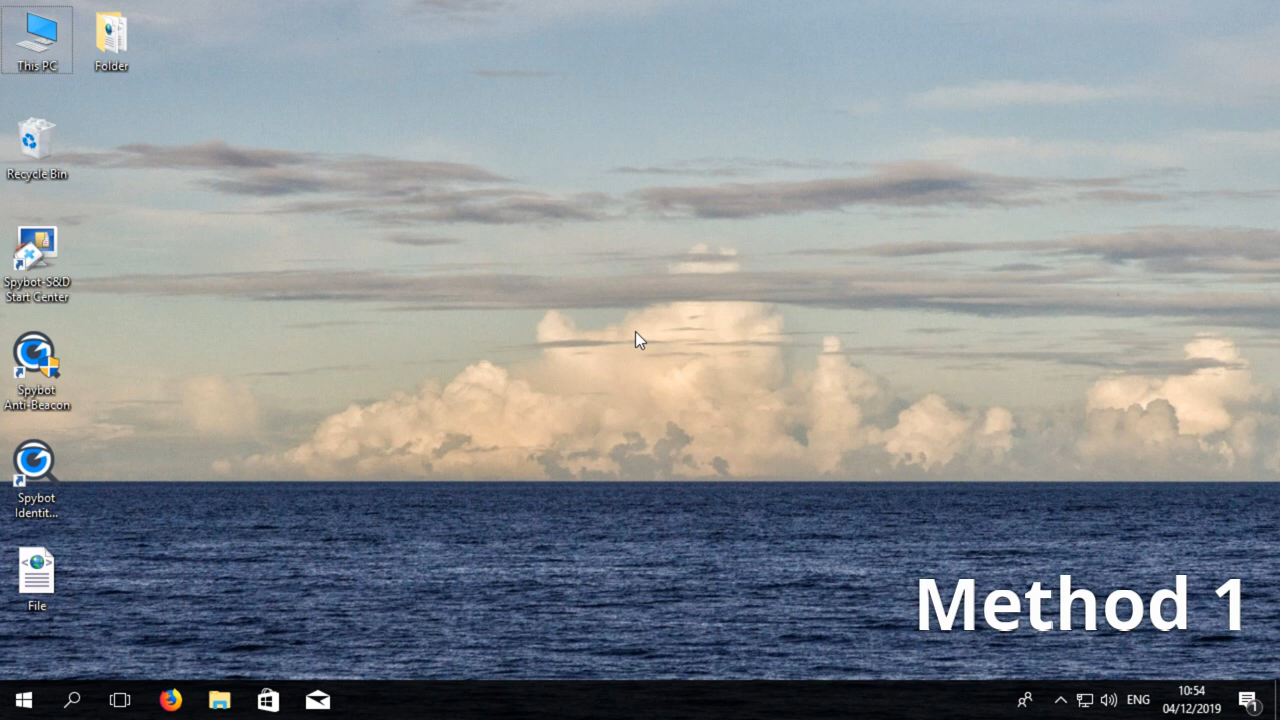 This PC
Folder
Recycle Bin
Spybot-S&D
Start Center
Spybot
Anti-Beacon
Spybot
Identit...
File
Method 1
ENG
10:54
04/12/2019
1